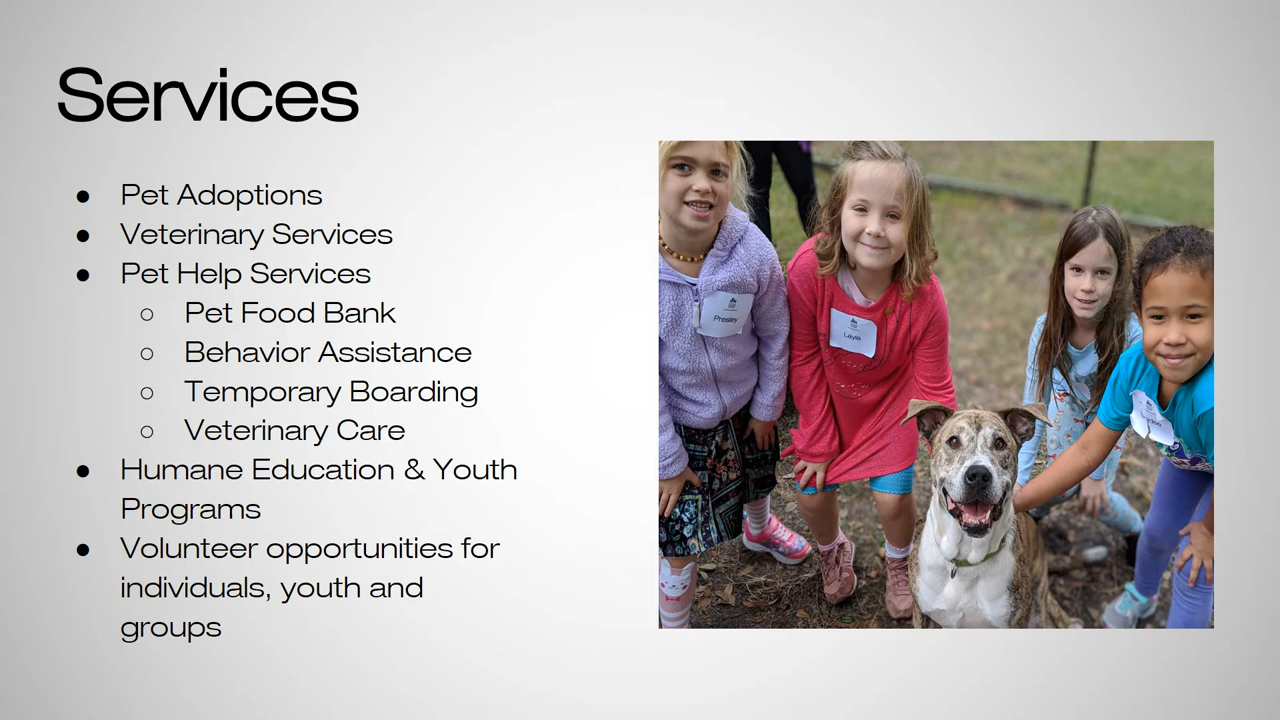 Services
● Pet Adoptions
● Veterinary Services
● Pet Help Services
○ Pet Food Bank
○ Behavior Assistance
○ Temporary Boarding
○ Veterinary Care
● Humane Education & Youth
Programs
● Volunteer opportunities for
individuals, youth and
groups
Presley
Layla